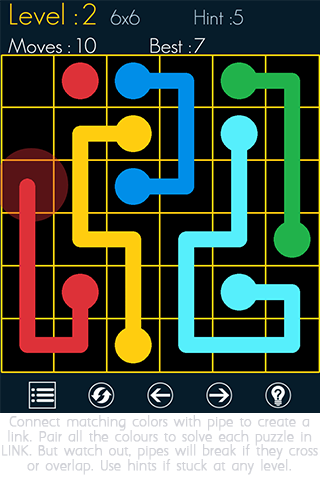 Level : 2 6x6 Hint :5
Moves : 10 Best : 7
Connect matching colors with pipe to create a
link. Pair all the colours to solve each puzzle in
LINK. But watch out, pipes will break if they cross
or overlap. Use hints if stuck at any level.